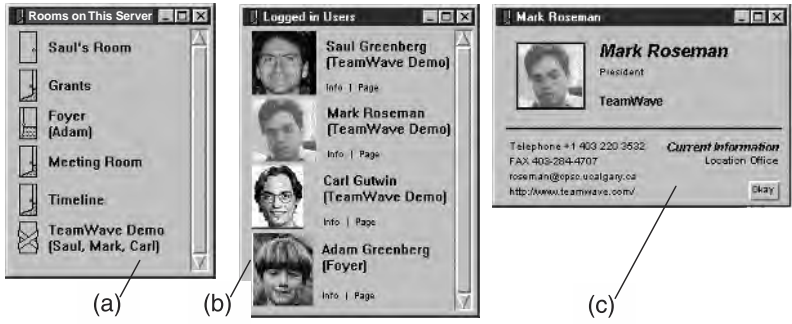 Rooms on This Server
Saul's Room
Grants
Foyer
(Adam)
Meeting Room
Timeline
TeamWave Demo
(Saul, Mark, Carl)
(a)
Logged in Users
Saul Greenberg
(TeamWave Demo)
Info | Page
Mark Roseman
(TeamWave Demo)
Info | Page
Carl Gutwin
(TeamWave Demo)
Info | Page
Adam Greenberg
(Foyer)
Info | Page
(b)
Mark Roseman
Mark Roseman
President
TeamWave
Telephone +1 403 220 3532
FAX 403-284-4707
roseman@cpsc.ucalgary.ca
http://www.teamwave.com/
Current Information
Location Office
Okay
(c)